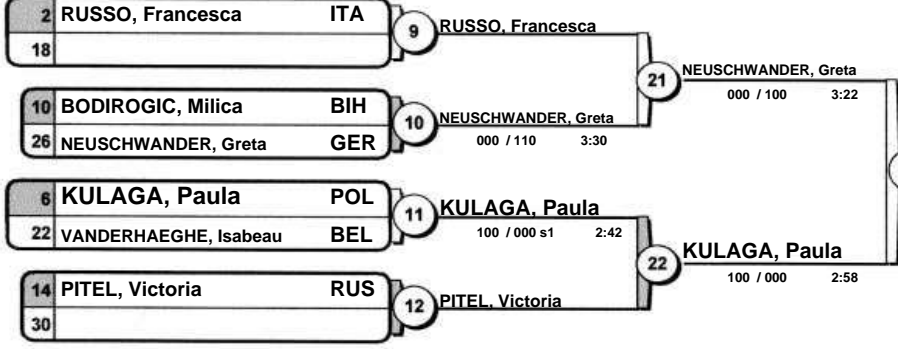 2 RUSSO, Francesca ITA
18
9
RUSSO, Francesca
10 BODIROGIC, Milica BIH
26 NEUSCHWANDER, Greta GER
10
NEUSCHWANDER, Greta
000 / 110 3:30
21
NEUSCHWANDER, Greta
000 / 100 3:22
6 KULAGA, Paula POL
22 VANDERHAEGHE, Isabeau BEL
11
KULAGA, Paula
100 / 000 s1 2:42
14 PITEL, Victoria RUS
30
12
PITEL, Victoria
22
KULAGA, Paula
100 / 000 2:58